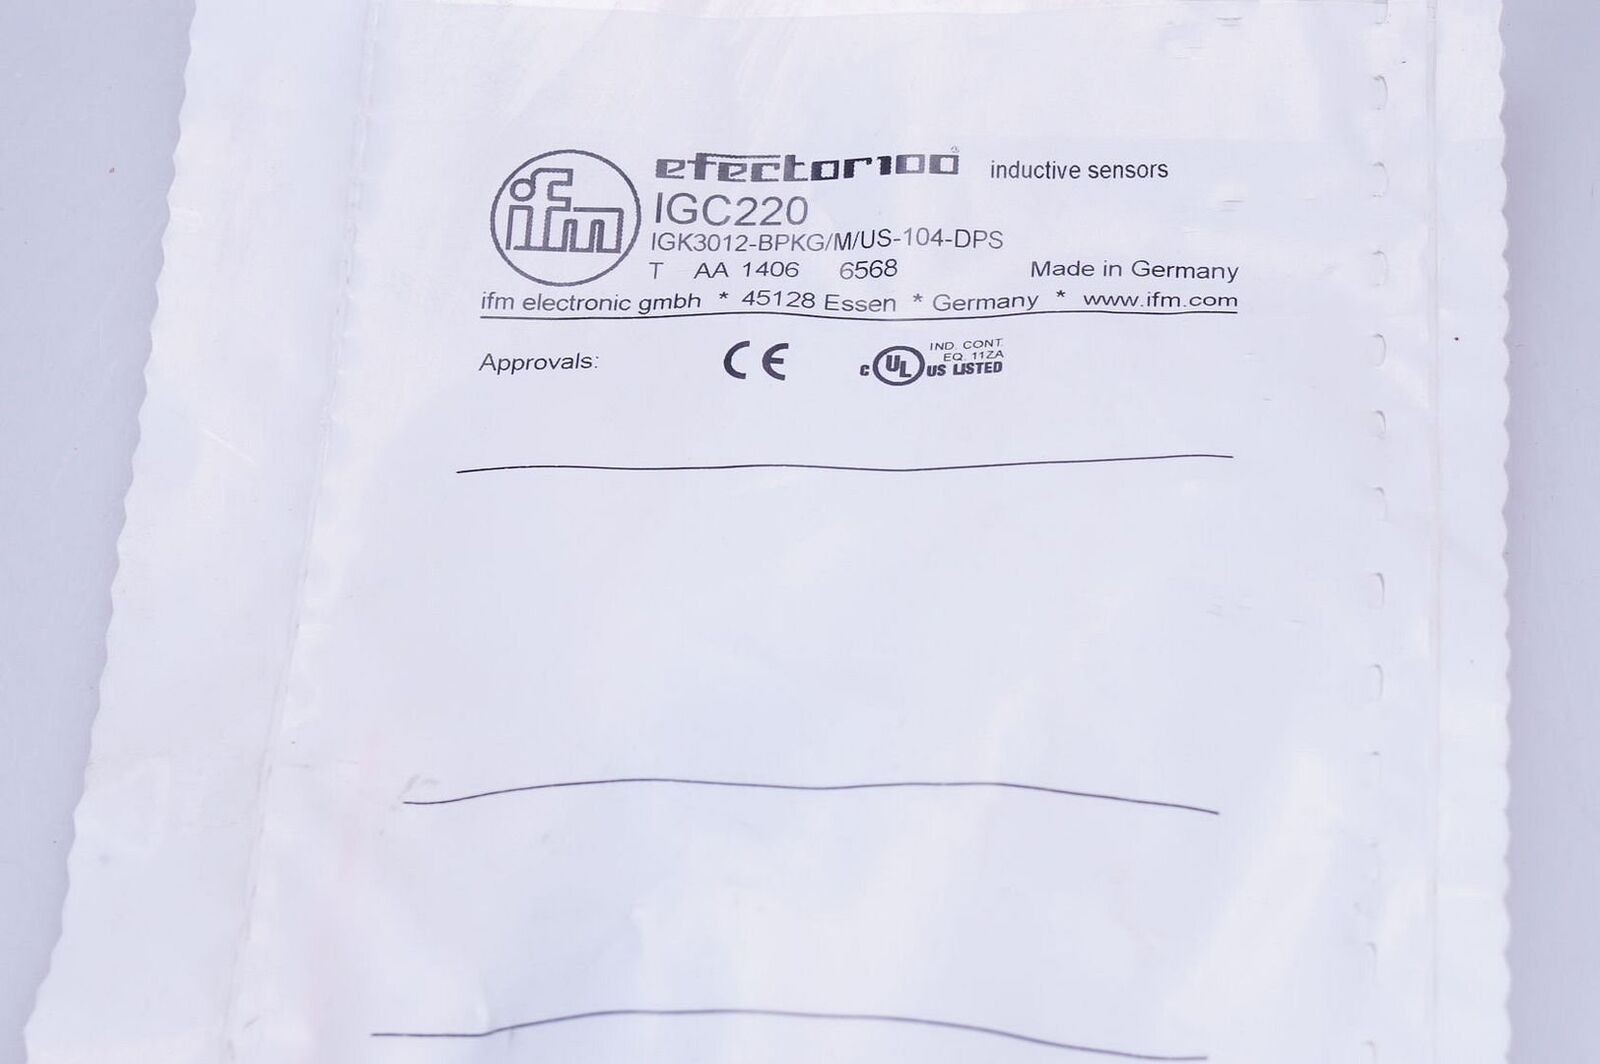 ifm
efector100® inductive sensors
IGC220
IGK3012-BPKG/M/US-104-DPS
T AA 1406 6568 Made in Germany
ifm electronic gmbh * 45128 Essen * Germany * www.ifm.com
Approvals: CE c UL US LISTED
IND. CONT.
EQ. 11ZA